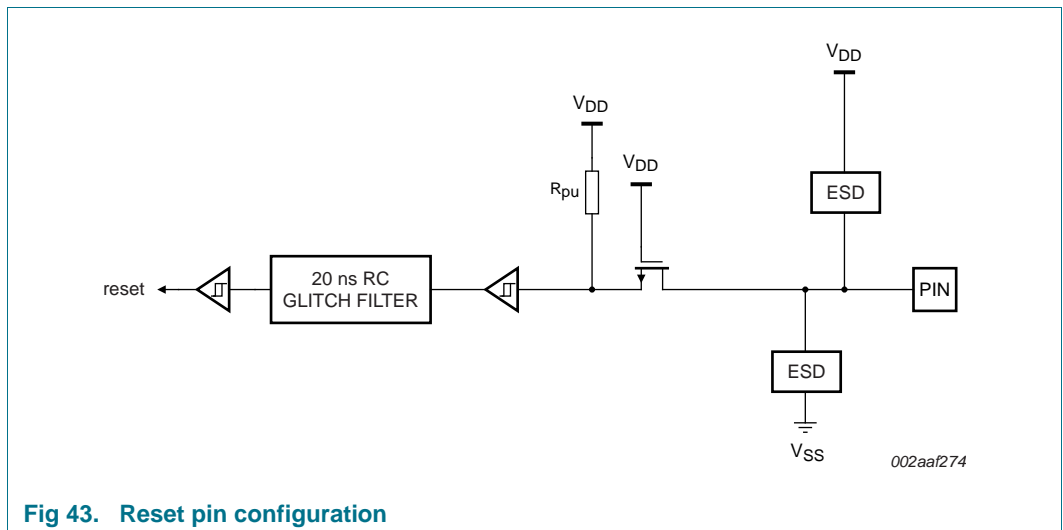 VDD
VDD
VDD
Rpu
ESD
reset
20 ns RC
GLITCH FILTER
PIN
ESD
VSS
002aaf274
Fig 43. Reset pin configuration